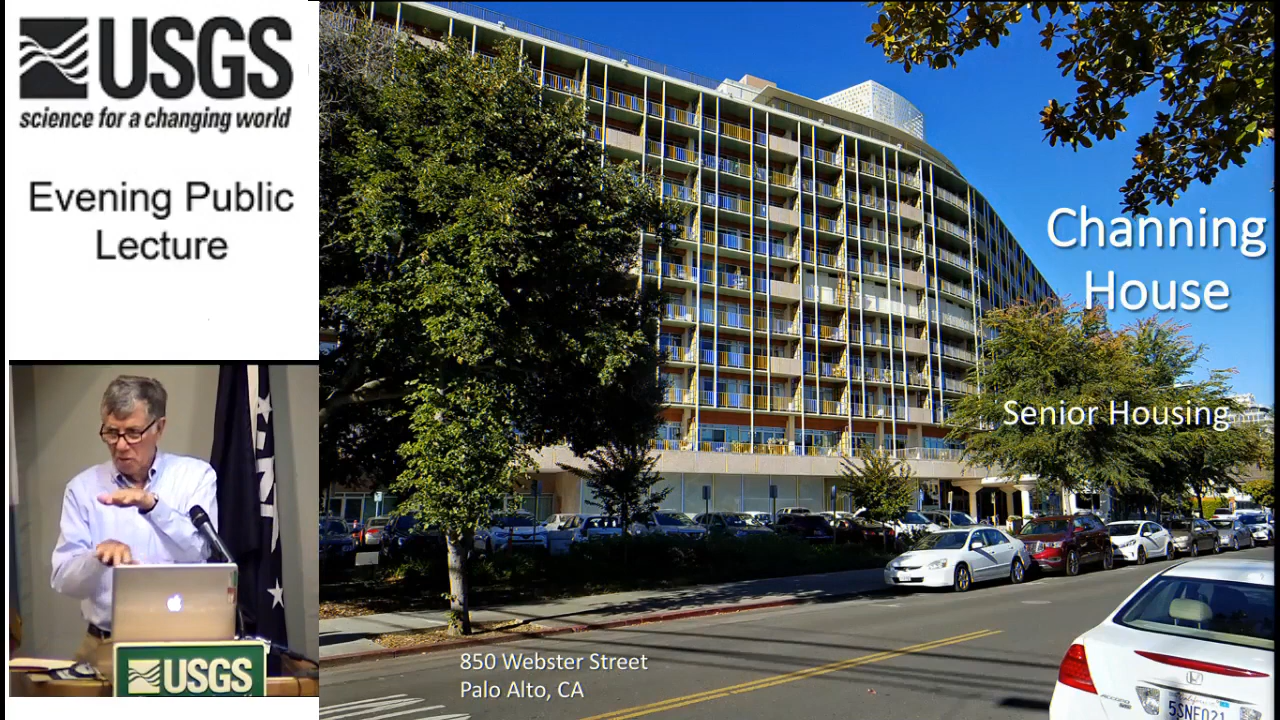 USGS
science for a changing world
Evening Public
Lecture
Channing
House
Senior Housing
850 Webster Street
Palo Alto, CA
USGS